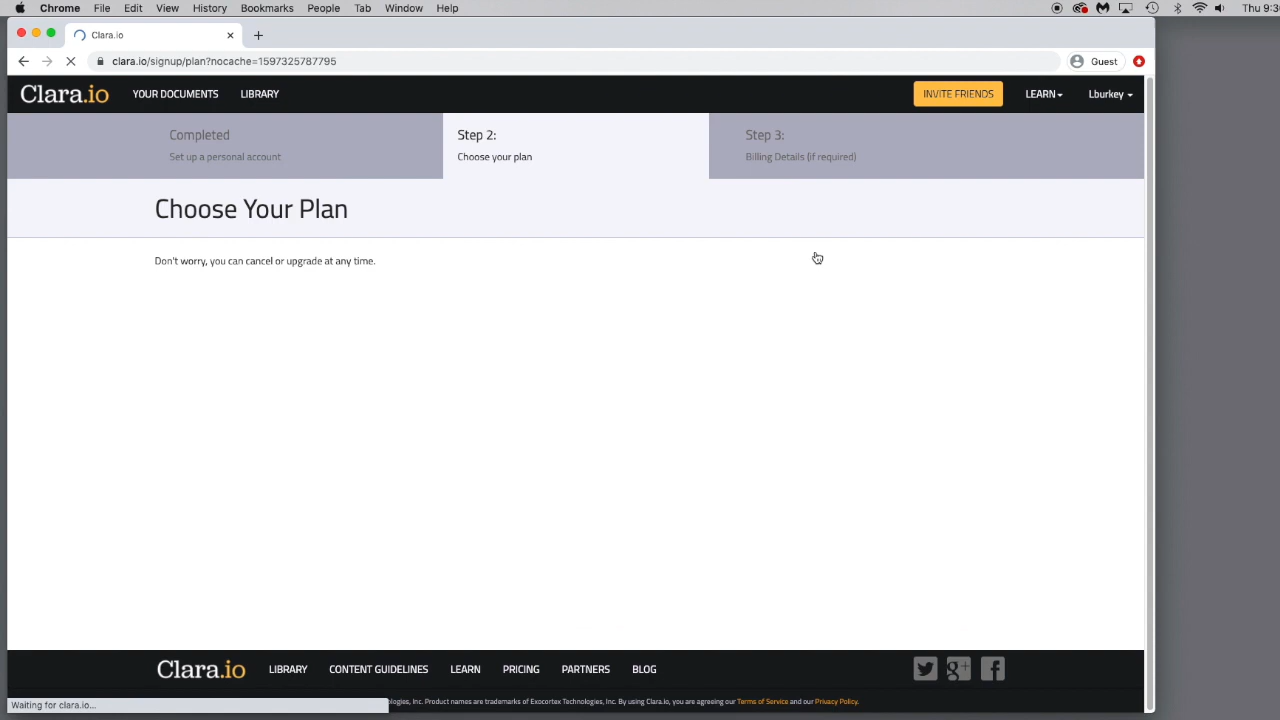 Chrome File Edit View History Bookmarks People Tab Window Help Thu 9:3
Clara.io
clara.io/signup/plan?nocache=1597325787795 Guest
Clara.io YOUR DOCUMENTS LIBRARY INVITE FRIENDS LEARN Lburkey
Completed Step 2: Step 3:
Set up a personal account Choose your plan Billing Details (if required)
Choose Your Plan
Don't worry, you can cancel or upgrade at any time.
Clara.io LIBRARY CONTENT GUIDELINES LEARN PRICING PARTNERS BLOG
Waiting for clara.io... ologies, Inc. Product names are trademarks of Exocortex Technologies, Inc. By using Clara.io, you are agreeing our Terms of Service and our Privacy Policy.